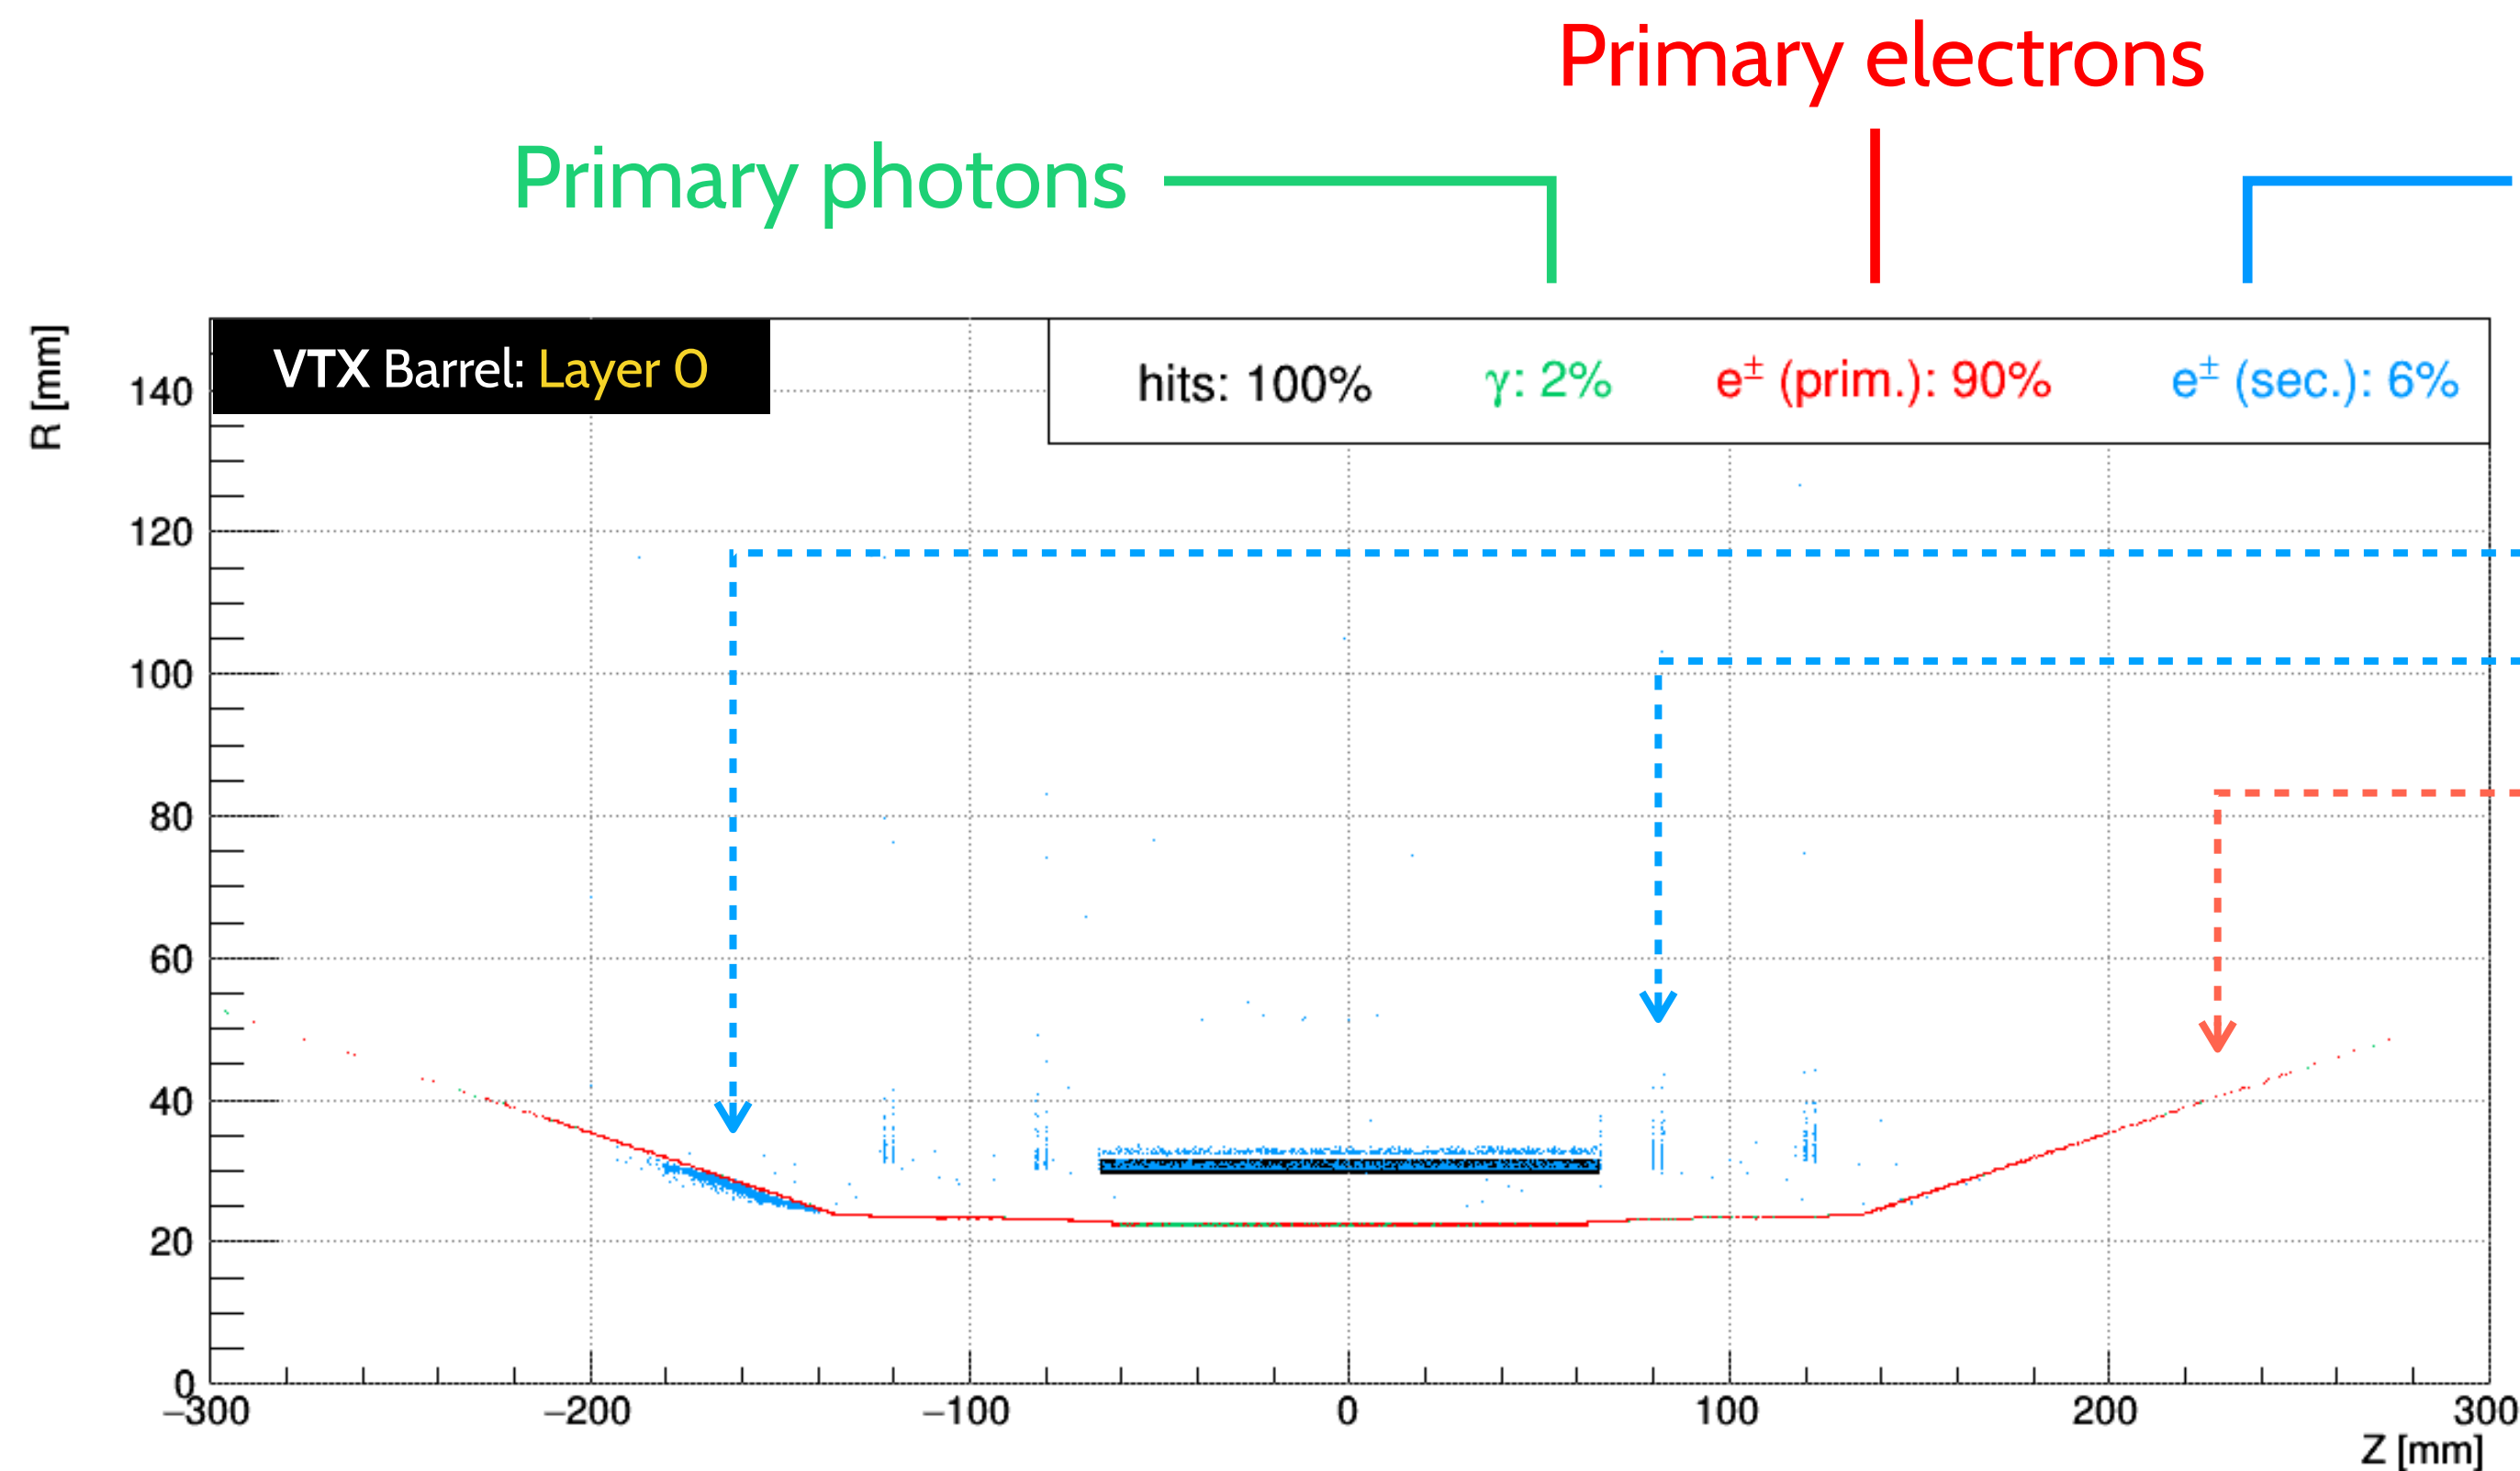 Primary electrons
Primary photons
VTX Barrel: Layer 0
hits: 100% γ: 2% e± (prim.): 90% e± (sec.): 6%
R [mm]
140
120
100
80
60
40
20
0
−300 −200 −100 0 100 200 300
Z [mm]